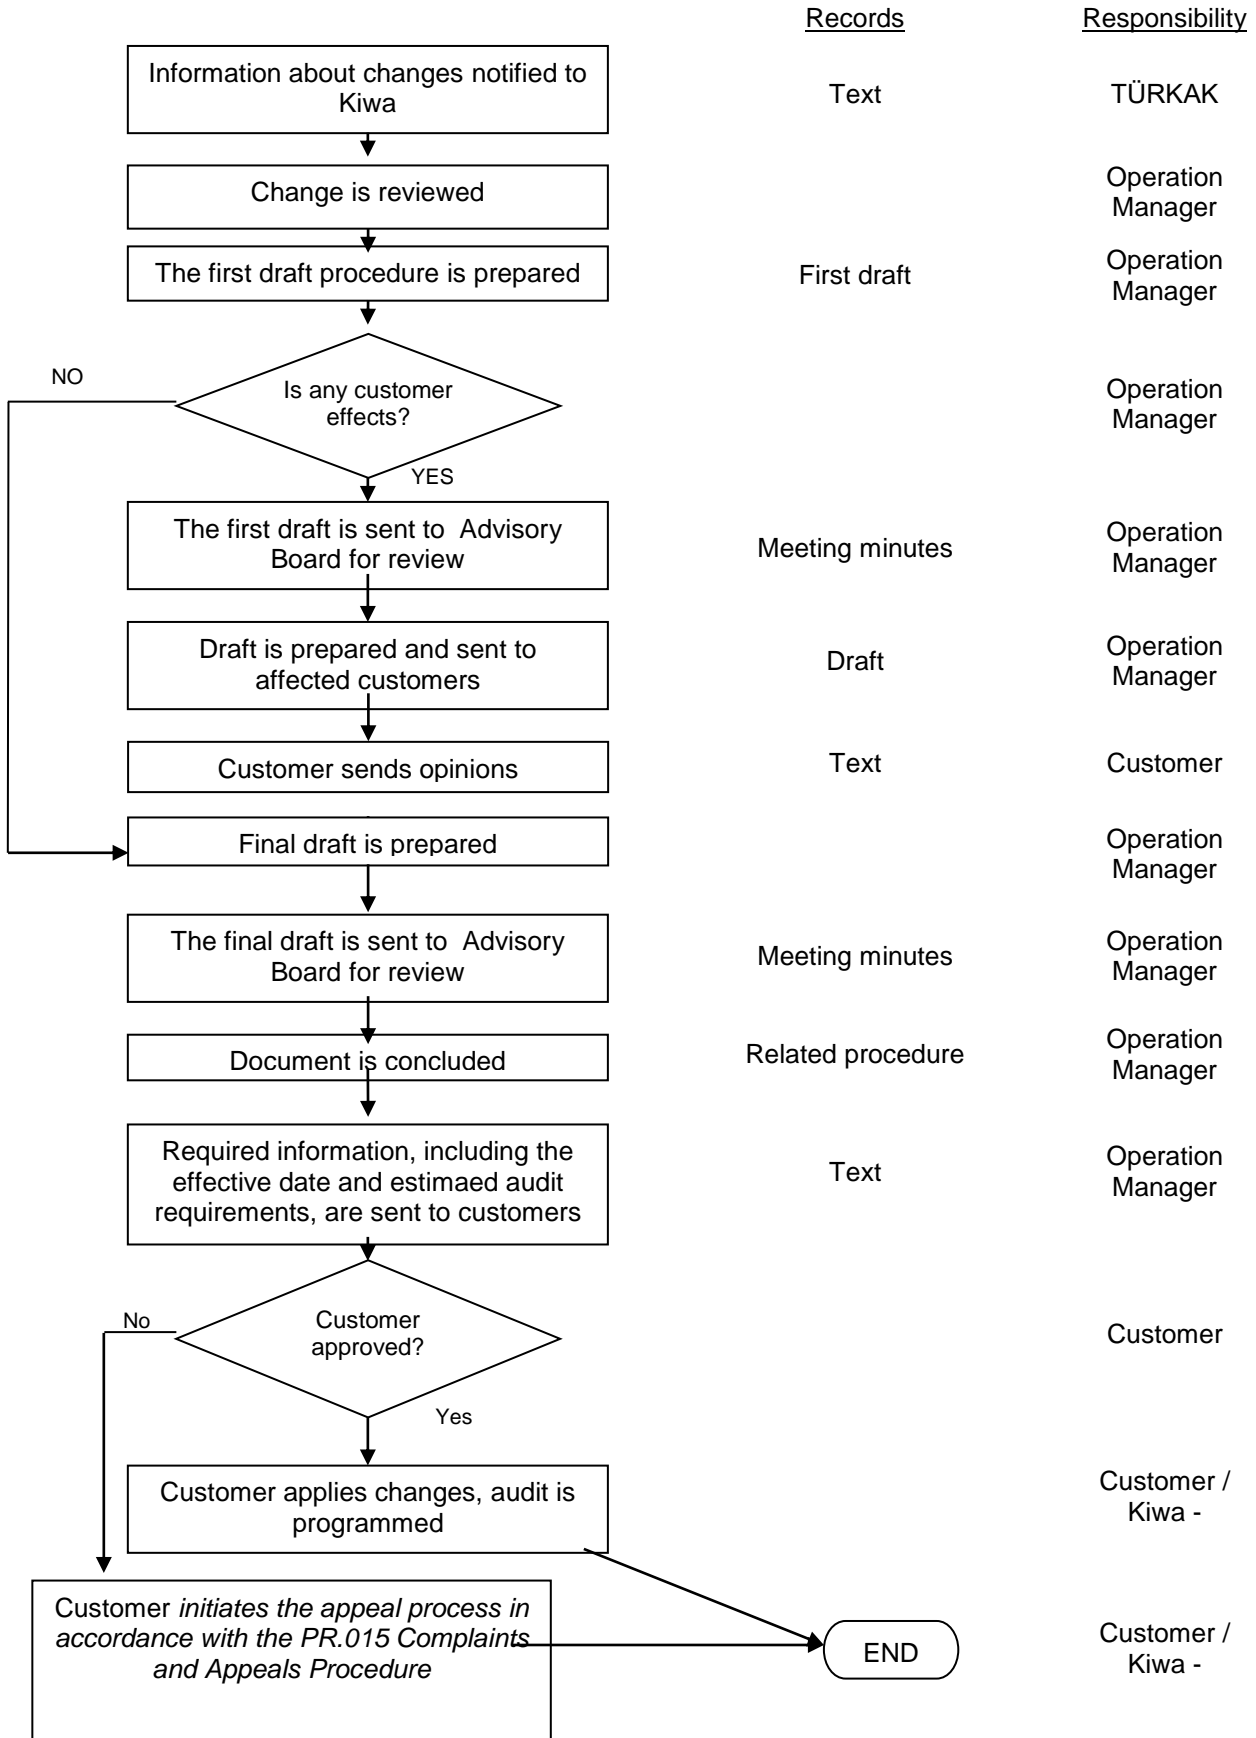 Records
Responsibility
Information about changes notified to
Kiwa
Text
TÜRKAK
Change is reviewed
Operation
Manager
The first draft procedure is prepared
First draft
Operation
Manager
NO
Is any customer
effects?
Operation
Manager
YES
The first draft is sent to  Advisory
Board for review
Meeting minutes
Operation
Manager
Draft is prepared and sent to
affected customers
Draft
Operation
Manager
Customer sends opinions
Text
Customer
Final draft is prepared
Operation
Manager
The final draft is sent to  Advisory
Board for review
Meeting minutes
Operation
Manager
Document is concluded
Related procedure
Operation
Manager
Required information, including the
effective date and estimaed audit
requirements, are sent to customers
Text
Operation
Manager
No
Customer
approved?
Customer
Yes
Customer applies changes, audit is
programmed
Customer /
Kiwa -
Customer initiates the appeal process in
accordance with the PR.015 Complaints
and Appeals Procedure
END
Customer /
Kiwa -